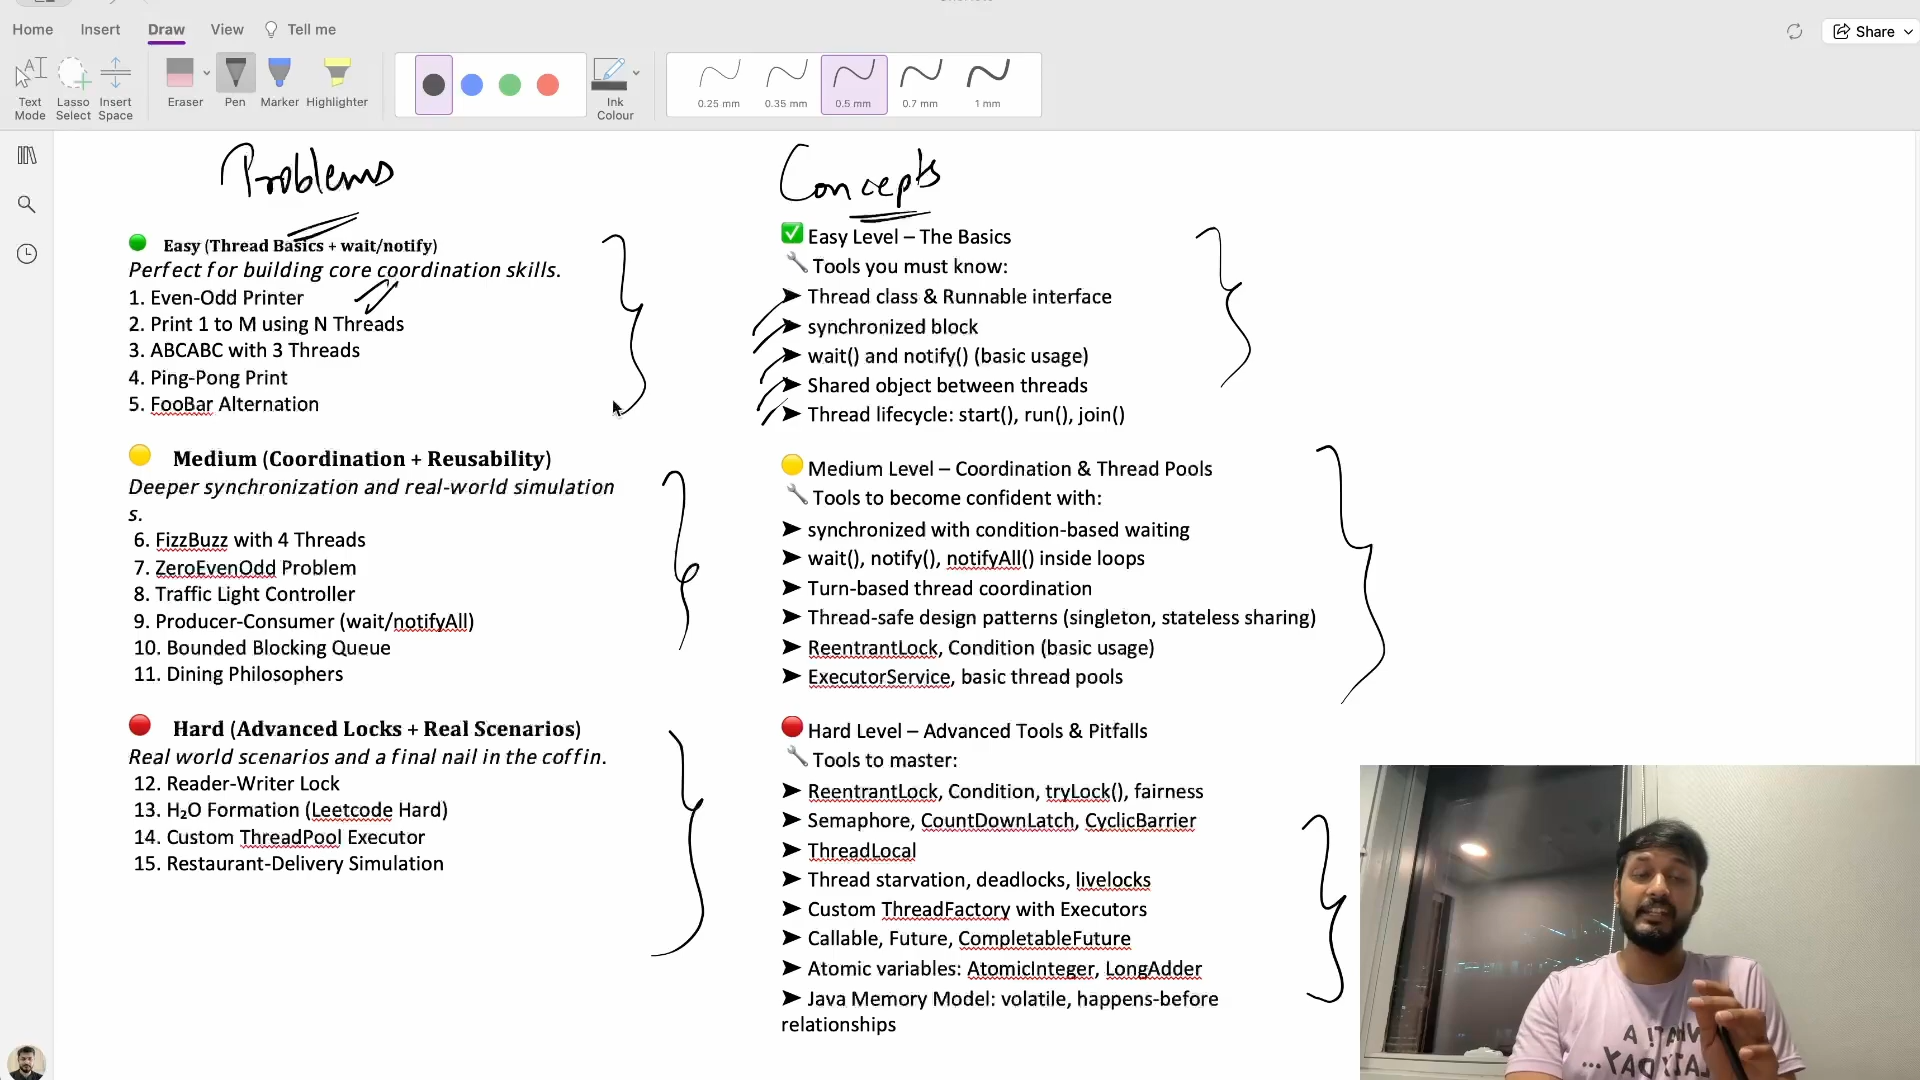 Home Insert Draw View Tell me
Share
Text Mode
Lasso Select
Insert Space
Eraser
Pen
Marker
Highlighter
Ink Colour
0.25 mm
0.35 mm
0.5 mm
0.7 mm
1 mm
Problems
Easy (Thread Basics + wait/notify)
Perfect for building core coordination skills.
1. Even-Odd Printer
2. Print 1 to M using N Threads
3. ABCABC with 3 Threads
4. Ping-Pong Print
5. FooBar Alternation
Medium (Coordination + Reusability)
Deeper synchronization and real-world simulation
s.
6. FizzBuzz with 4 Threads
7. ZeroEvenOdd Problem
8. Traffic Light Controller
9. Producer-Consumer (wait/notifyAll)
10. Bounded Blocking Queue
11. Dining Philosophers
Hard (Advanced Locks + Real Scenarios)
Real world scenarios and a final nail in the coffin.
12. Reader-Writer Lock
13. H₂O Formation (Leetcode Hard)
14. Custom ThreadPool Executor
15. Restaurant-Delivery Simulation
Concepts
✅ Easy Level – The Basics
🔧 Tools you must know:
➤ Thread class & Runnable interface
➤ synchronized block
➤ wait() and notify() (basic usage)
➤ Shared object between threads
➤ Thread lifecycle: start(), run(), join()
🟡 Medium Level – Coordination & Thread Pools
🔧 Tools to become confident with:
➤ synchronized with condition-based waiting
➤ wait(), notify(), notifyAll() inside loops
➤ Turn-based thread coordination
➤ Thread-safe design patterns (singleton, stateless sharing)
➤ ReentrantLock, Condition (basic usage)
➤ ExecutorService, basic thread pools
🔴 Hard Level – Advanced Tools & Pitfalls
🔧 Tools to master:
➤ ReentrantLock, Condition, tryLock(), fairness
➤ Semaphore, CountDownLatch, CyclicBarrier
➤ ThreadLocal
➤ Thread starvation, deadlocks, livelocks
➤ Custom ThreadFactory with Executors
➤ Callable, Future, CompletableFuture
➤ Atomic variables: AtomicInteger, LongAdder
➤ Java Memory Model: volatile, happens-before
relationships